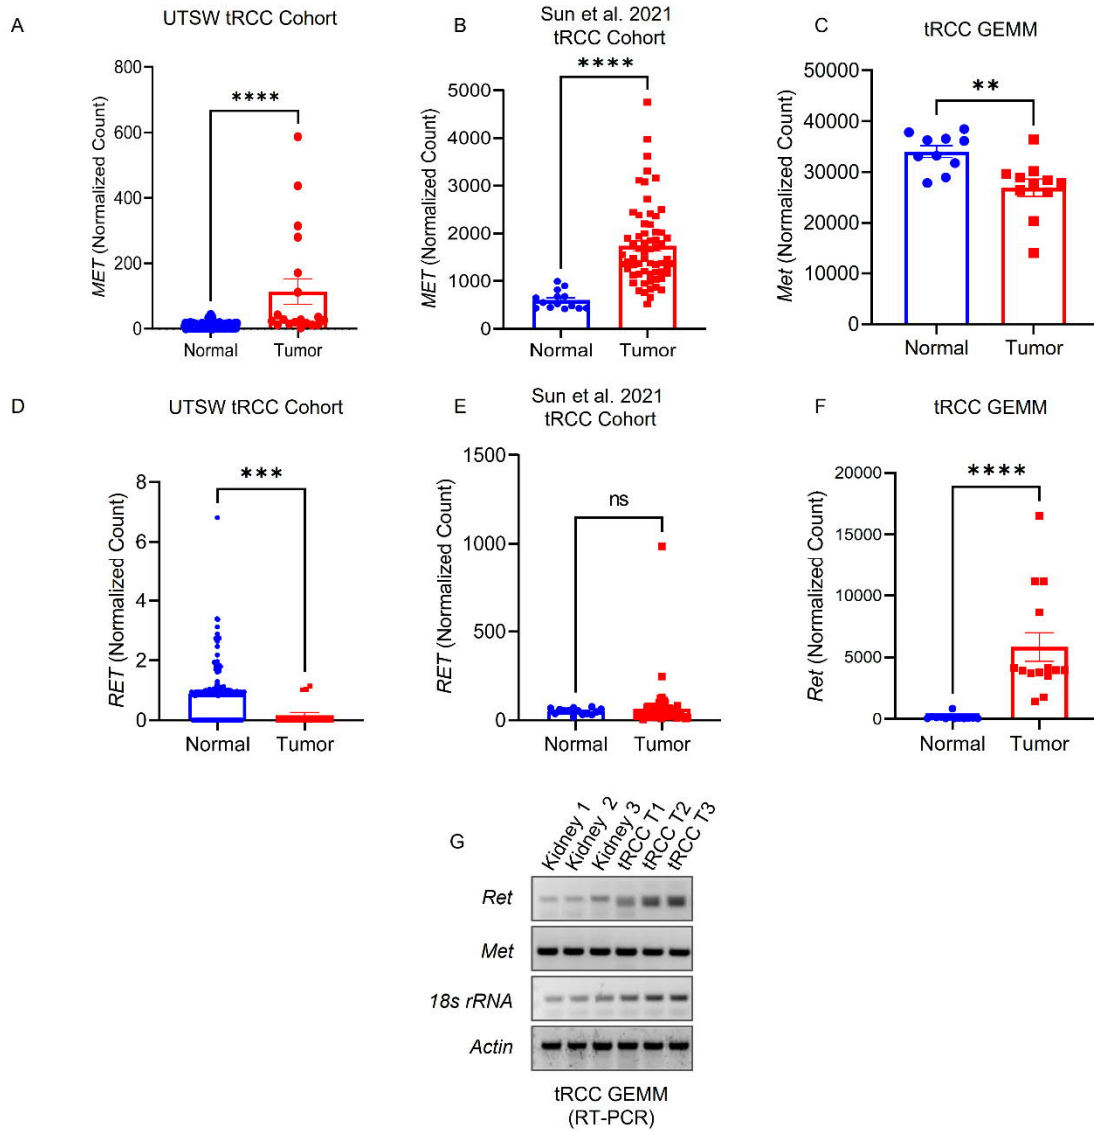 A
UTSW tRCC Cohort
MET (Normalized Count)
800
600
400
200
0
****
Normal
Tumor
B
Sun et al. 2021
tRCC Cohort
MET (Normalized Count)
5000
4000
3000
2000
1000
0
****
Normal
Tumor
C
tRCC GEMM
Met (Normalized Count)
50000
40000
30000
20000
10000
0
**
Normal
Tumor
D
UTSW tRCC Cohort
RET (Normalized Count)
8
6
4
2
0
***
Normal
Tumor
E
Sun et al. 2021
tRCC Cohort
RET (Normalized Count)
1500
1000
500
0
ns
Normal
Tumor
F
tRCC GEMM
Ret (Normalized Count)
20000
15000
10000
5000
0
****
Normal
Tumor
G
Kidney 1
Kidney 2
Kidney 3
tRCC T1
tRCC T2
tRCC T3
Ret
Met
18s rRNA
Actin
tRCC GEMM
(RT-PCR)